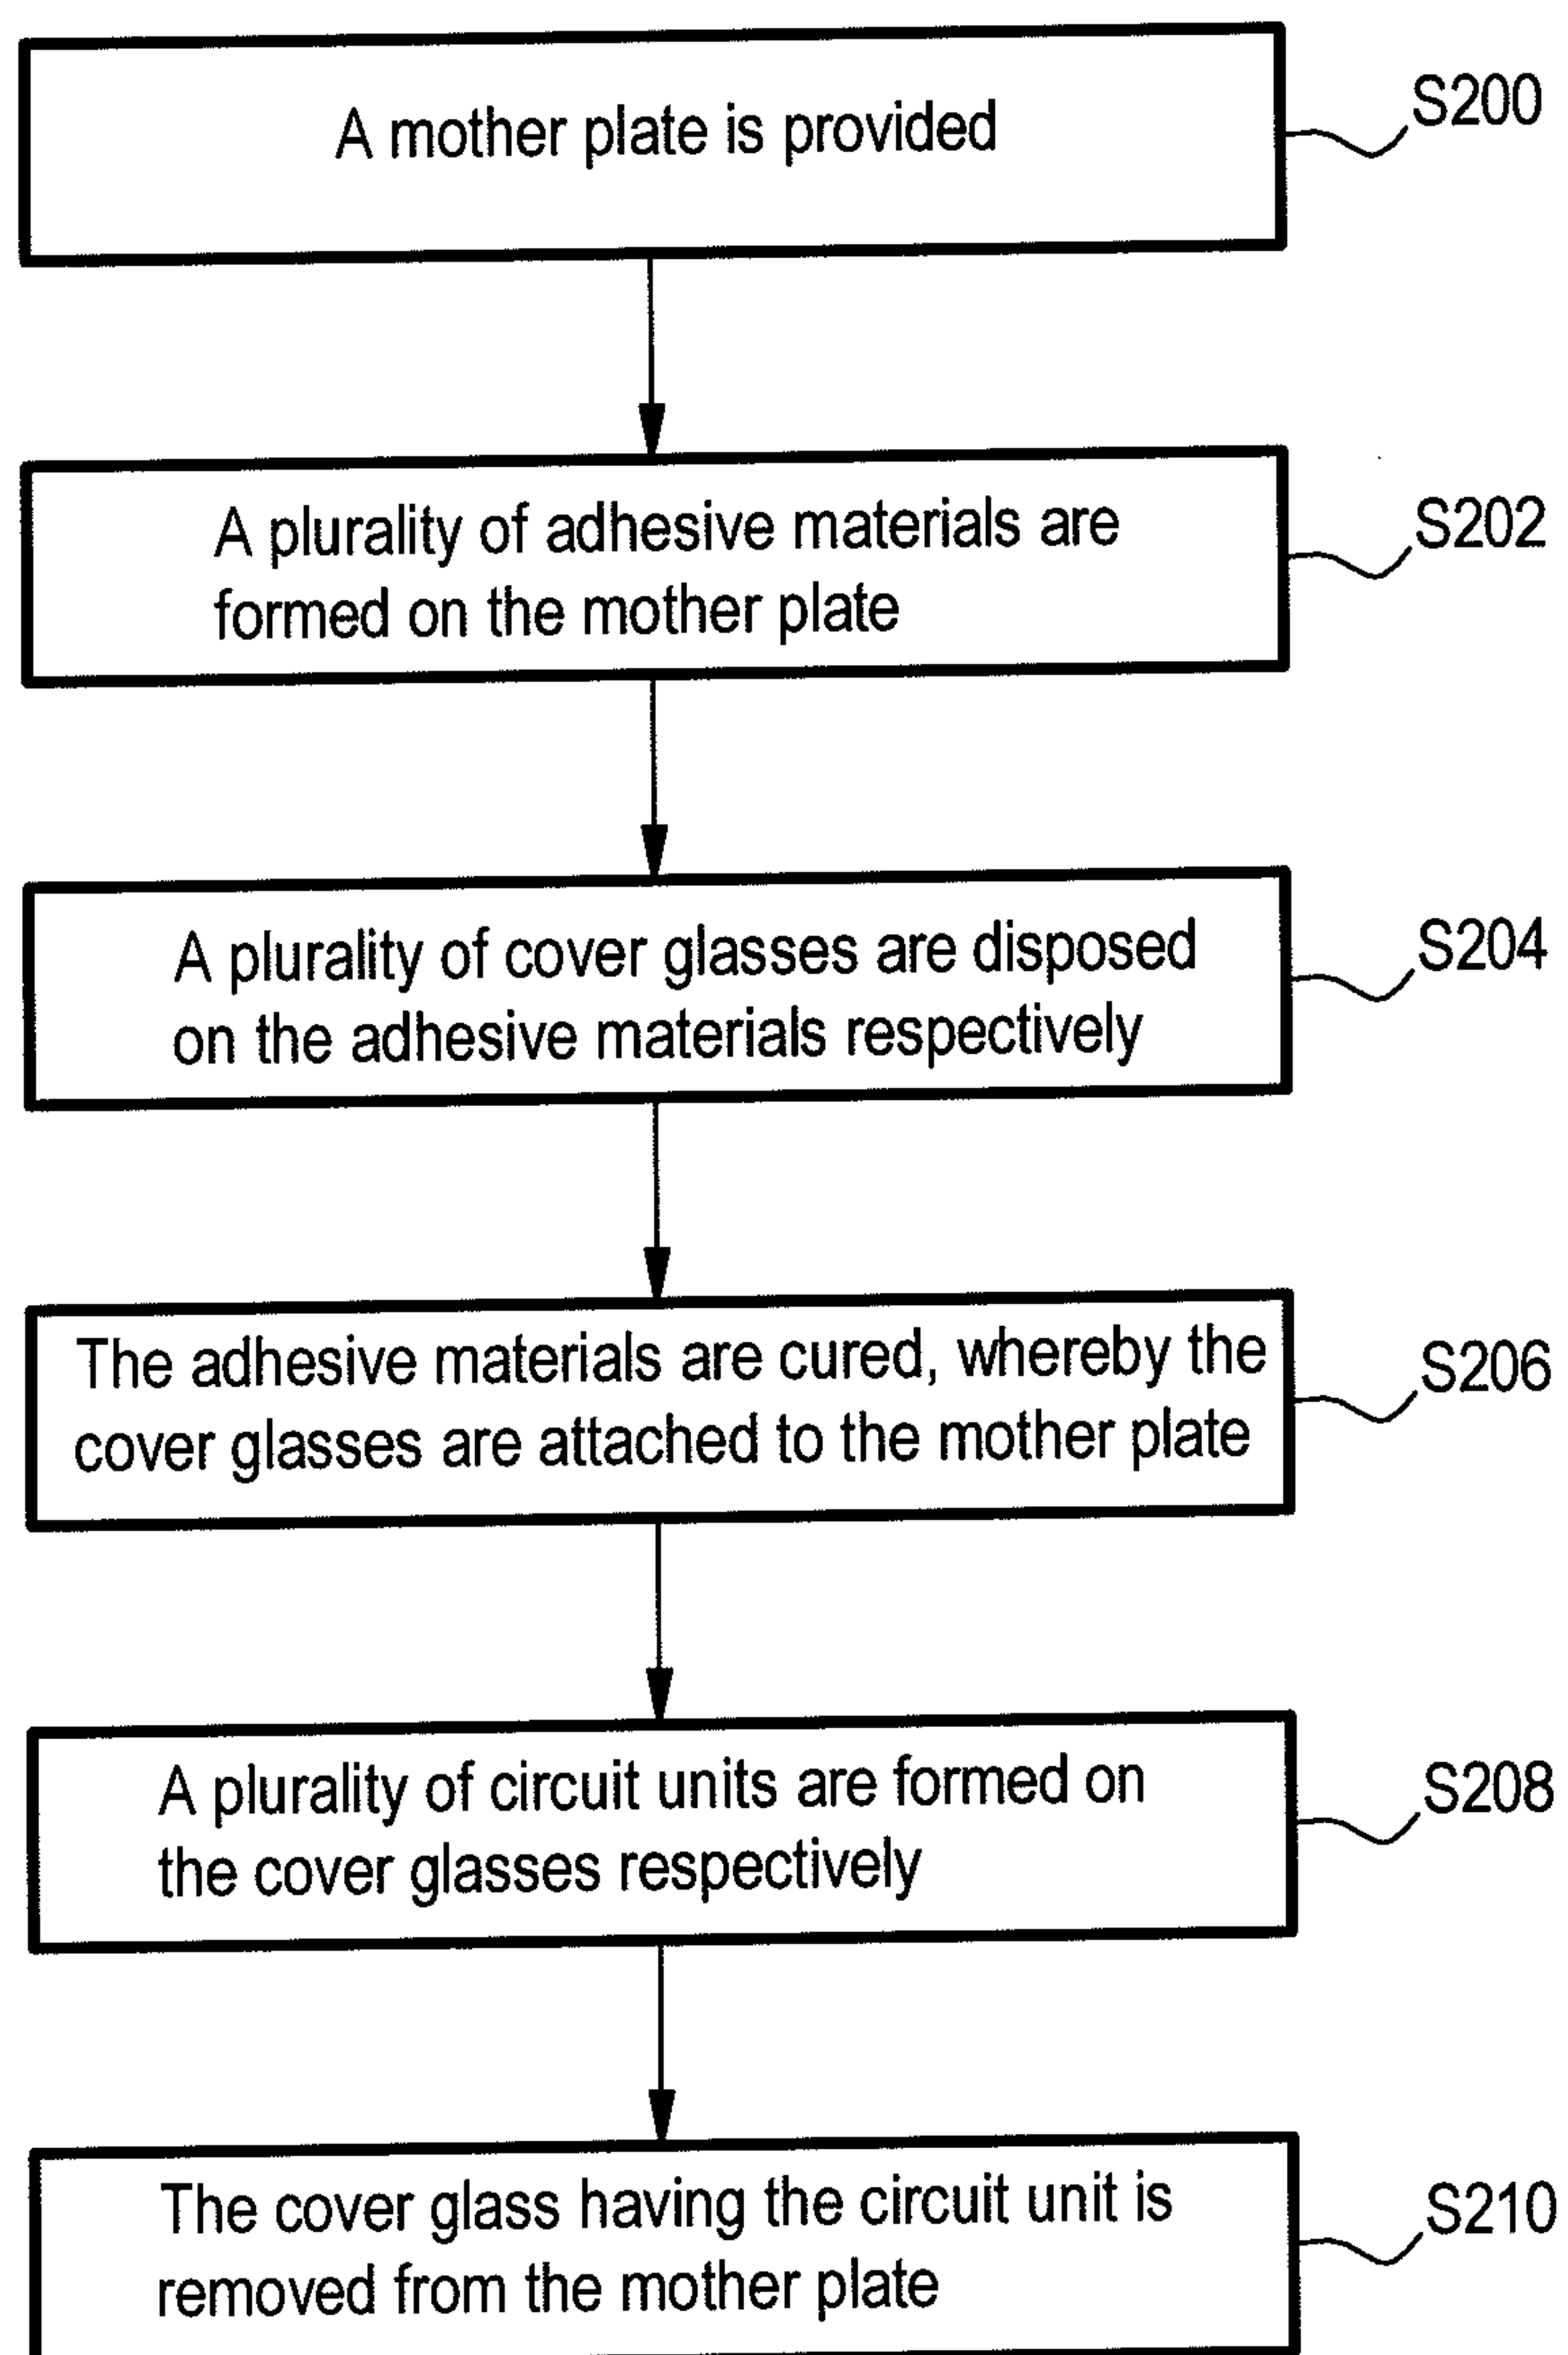 A mother plate is provided
S200
A plurality of adhesive materials are
formed on the mother plate
S202
A plurality of cover glasses are disposed
on the adhesive materials respectively
S204
The adhesive materials are cured, whereby the
cover glasses are attached to the mother plate
S206
A plurality of circuit units are formed on
the cover glasses respectively
S208
The cover glass having the circuit unit is
removed from the mother plate
S210